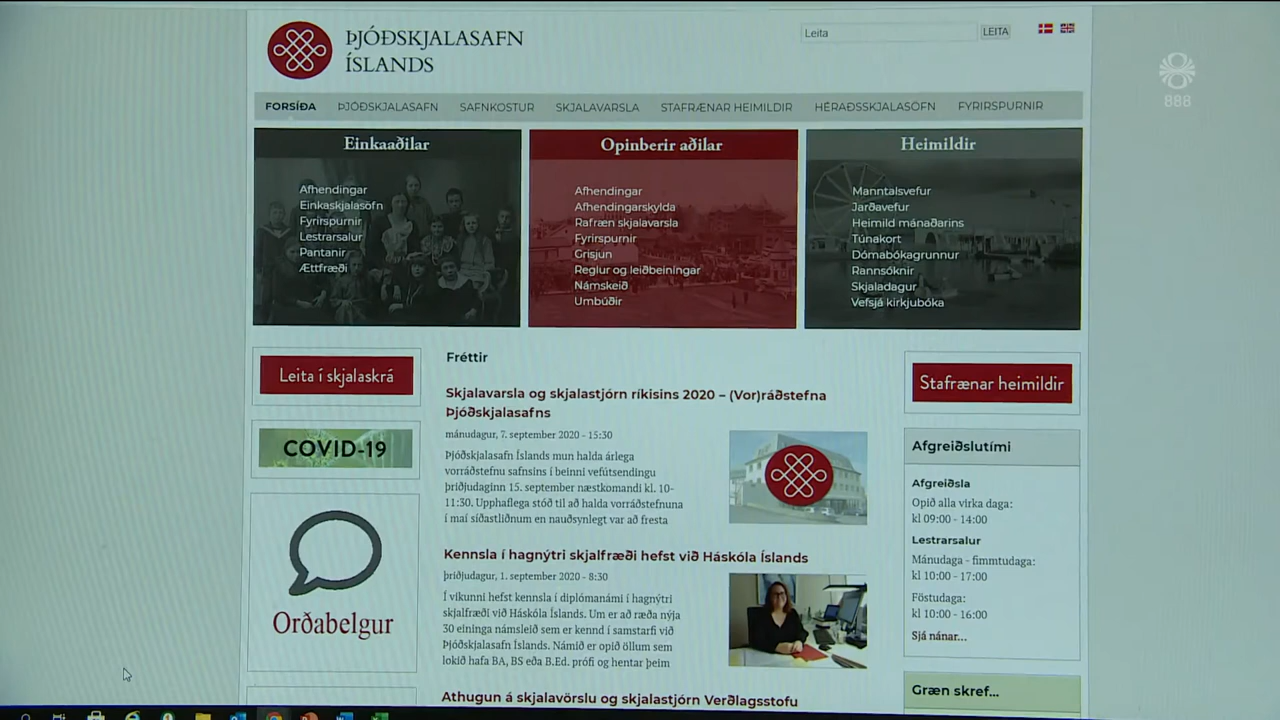 ÞJÓÐSKJALASAFN
ÍSLANDS
Leita
LEITA
888
FORSÍÐA ÞJÓÐSKJALASAFN SAFNKOSTUR SKJALAVARSLA STAFRÆNAR HEIMILDIR HÉRAÐSSKJALASÖFN FYRIRSPURNIR
Einkaaðilar
Afhendingar
Einkaskjalasöfn
Fyrirspurnir
Lestrarsalur
Pantanir
Ættfræði
Opinberir aðilar
Afhendingar
Afhendingarskylda
Rafræn skjalavarsla
Fyrirspurnir
Grisjun
Reglur og leiðbeiningar
Námskeið
Umbúðir
Heimildir
Manntalsvefur
Jarðavefur
Heimild mánaðarins
Túnakort
Dómabókagrunnur
Rannsóknir
Skjaladagur
Vefsjá kirkjubóka
Leita í skjalaskrá
COVID-19
Orðabelgur
Fréttir
Skjalavarsla og skjalastjórn ríkisins 2020 – (Vor)ráðstefna
Þjóðskjalasafns
mánudagur, 7. september 2020 - 15:30
Þjóðskjalasafn Íslands mun halda árlega
vorráðstefnu safnsins í beinni vefútsendingu
þriðjudaginn 15. september næstkomandi kl. 10-
11:30. Upphaflega stóð til að halda vorráðstefnuna
í maí síðastliðnum en nauðsynlegt var að fresta
Kennsla í hagnýtri skjalfræði hefst við Háskóla Íslands
þriðjudagur, 1. september 2020 - 8:30
Í vikunni hefst kennsla í diplómanámi í hagnýtri
skjalfræði við Háskóla Íslands. Um er að ræða nýja
30 eininga námsleið sem er kennd í samstarfi við
Þjóðskjalasafn Íslands. Námið er opið öllum sem
lokið hafa BA, BS eða B.Ed. prófi og hentar þeim
Athugun á skjalavörslu og skjalastjórn Verðlagsstofu
Stafrænar heimildir
Afgreiðslutími
Afgreiðsla
Opið alla virka daga:
kl 09:00 - 14:00
Lestrarsalur
Mánudaga - fimmtudaga:
kl 10:00 - 17:00
Föstudaga:
kl 10:00 - 16:00
Sjá nánar...
Græn skref...